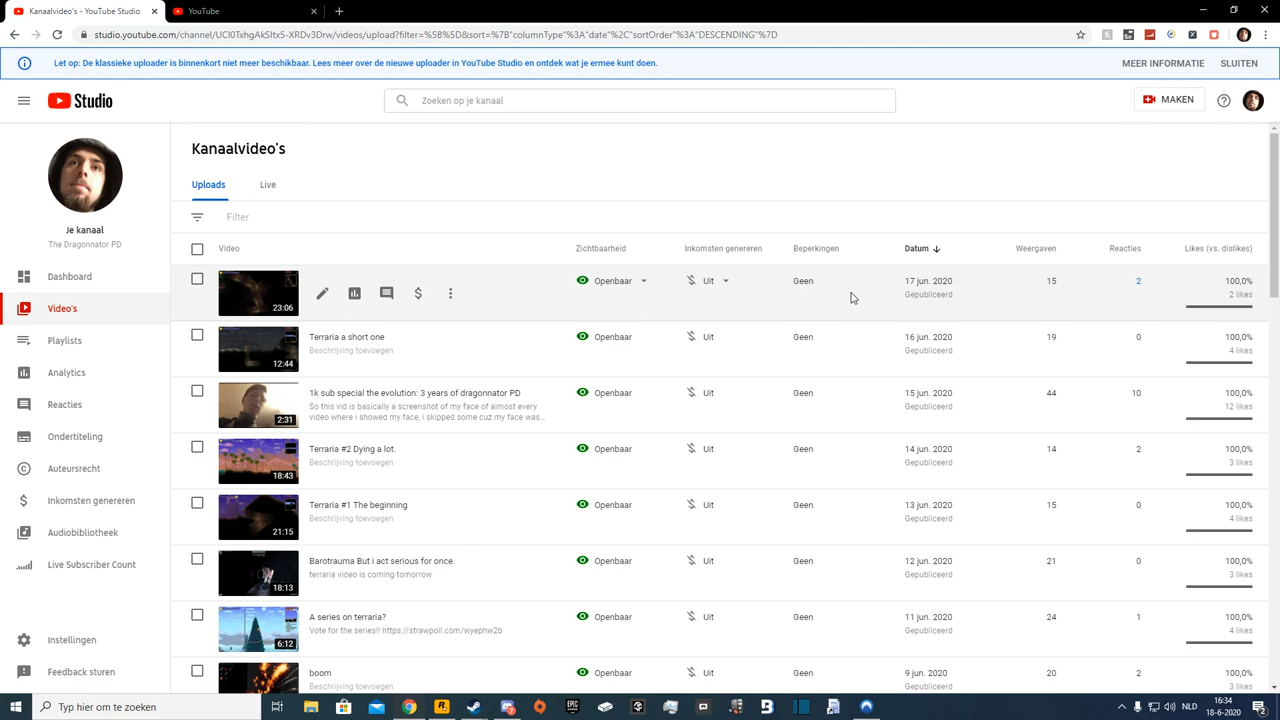 Kanaalvideo's - YouTube Studio
YouTube
studio.youtube.com/channel/UCl0TxhgAkSItx5-XRDv3Drw/videos/upload?filter=%5B%5D&sort=%7B"columnType"%3A"date"%2C"sortOrder"%3A"DESCENDING"%7D
Let op: De klassieke uploader is binnenkort niet meer beschikbaar. Lees meer over de nieuwe uploader in YouTube Studio en ontdek wat je ermee kunt doen.
MEER INFORMATIE SLUITEN
Studio
Zoeken op je kanaal
MAKEN
Je kanaal
The Dragonnator PD
Dashboard
Video's
Playlists
Analytics
Reacties
Ondertiteling
Auteursrecht
Inkomsten genereren
Audiobibliotheek
Live Subscriber Count
Instellingen
Feedback sturen
Kanaalvideo's
Uploads Live
Filter
Video Zichtbaarheid Inkomsten genereren Beperkingen Datum Weergaven Reacties Likes (vs. dislikes)
23:06 Openbaar Uit Geen 17 jun. 2020 15 2 100,0%
Gepubliceerd 2 likes
Terraria a short one Openbaar Uit Geen 16 jun. 2020 19 0 100,0%
12:44 Beschrijving toevoegen Gepubliceerd 4 likes
1k sub special the evolution: 3 years of dragonnator PD Openbaar Uit Geen 15 jun. 2020 44 10 100,0%
So this vid is basically a screenshot of my face of almost every Gepubliceerd 12 likes
2:31 video where i showed my face, i skipped some cuz my face was...
Terraria #2 Dying a lot. Openbaar Uit Geen 14 jun. 2020 14 2 100,0%
18:43 Beschrijving toevoegen Gepubliceerd 3 likes
Terraria #1 The beginning Openbaar Uit Geen 13 jun. 2020 15 0 100,0%
21:15 Beschrijving toevoegen Gepubliceerd 4 likes
Barotrauma But i act serious for once. Openbaar Uit Geen 12 jun. 2020 21 0 100,0%
18:13 terraria video is coming tomorrow Gepubliceerd 3 likes
A series on terraria? Openbaar Uit Geen 11 jun. 2020 24 1 100,0%
6:12 Vote for the series!! https://strawpoll.com/wyephw2b Gepubliceerd 4 likes
boom Openbaar Uit Geen 9 jun. 2020 20 2 100,0%
Beschrijving toevoegen Gepubliceerd 3 likes
Typ hier om te zoeken
NLD
16:34
18-6-2020